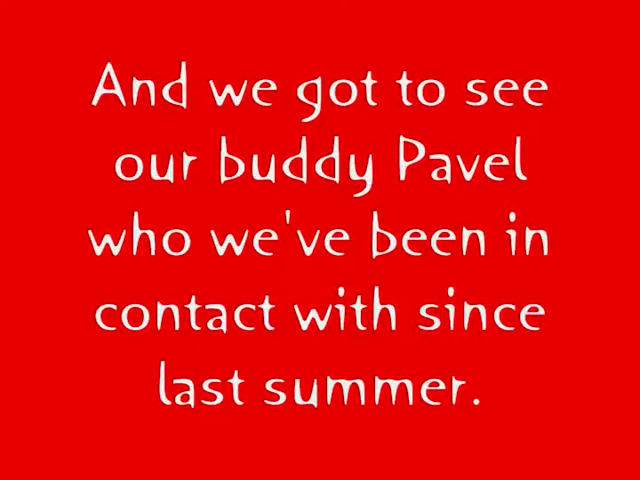 And we got to see
our buddy Pavel
who we've been in
contact with since
last summer.